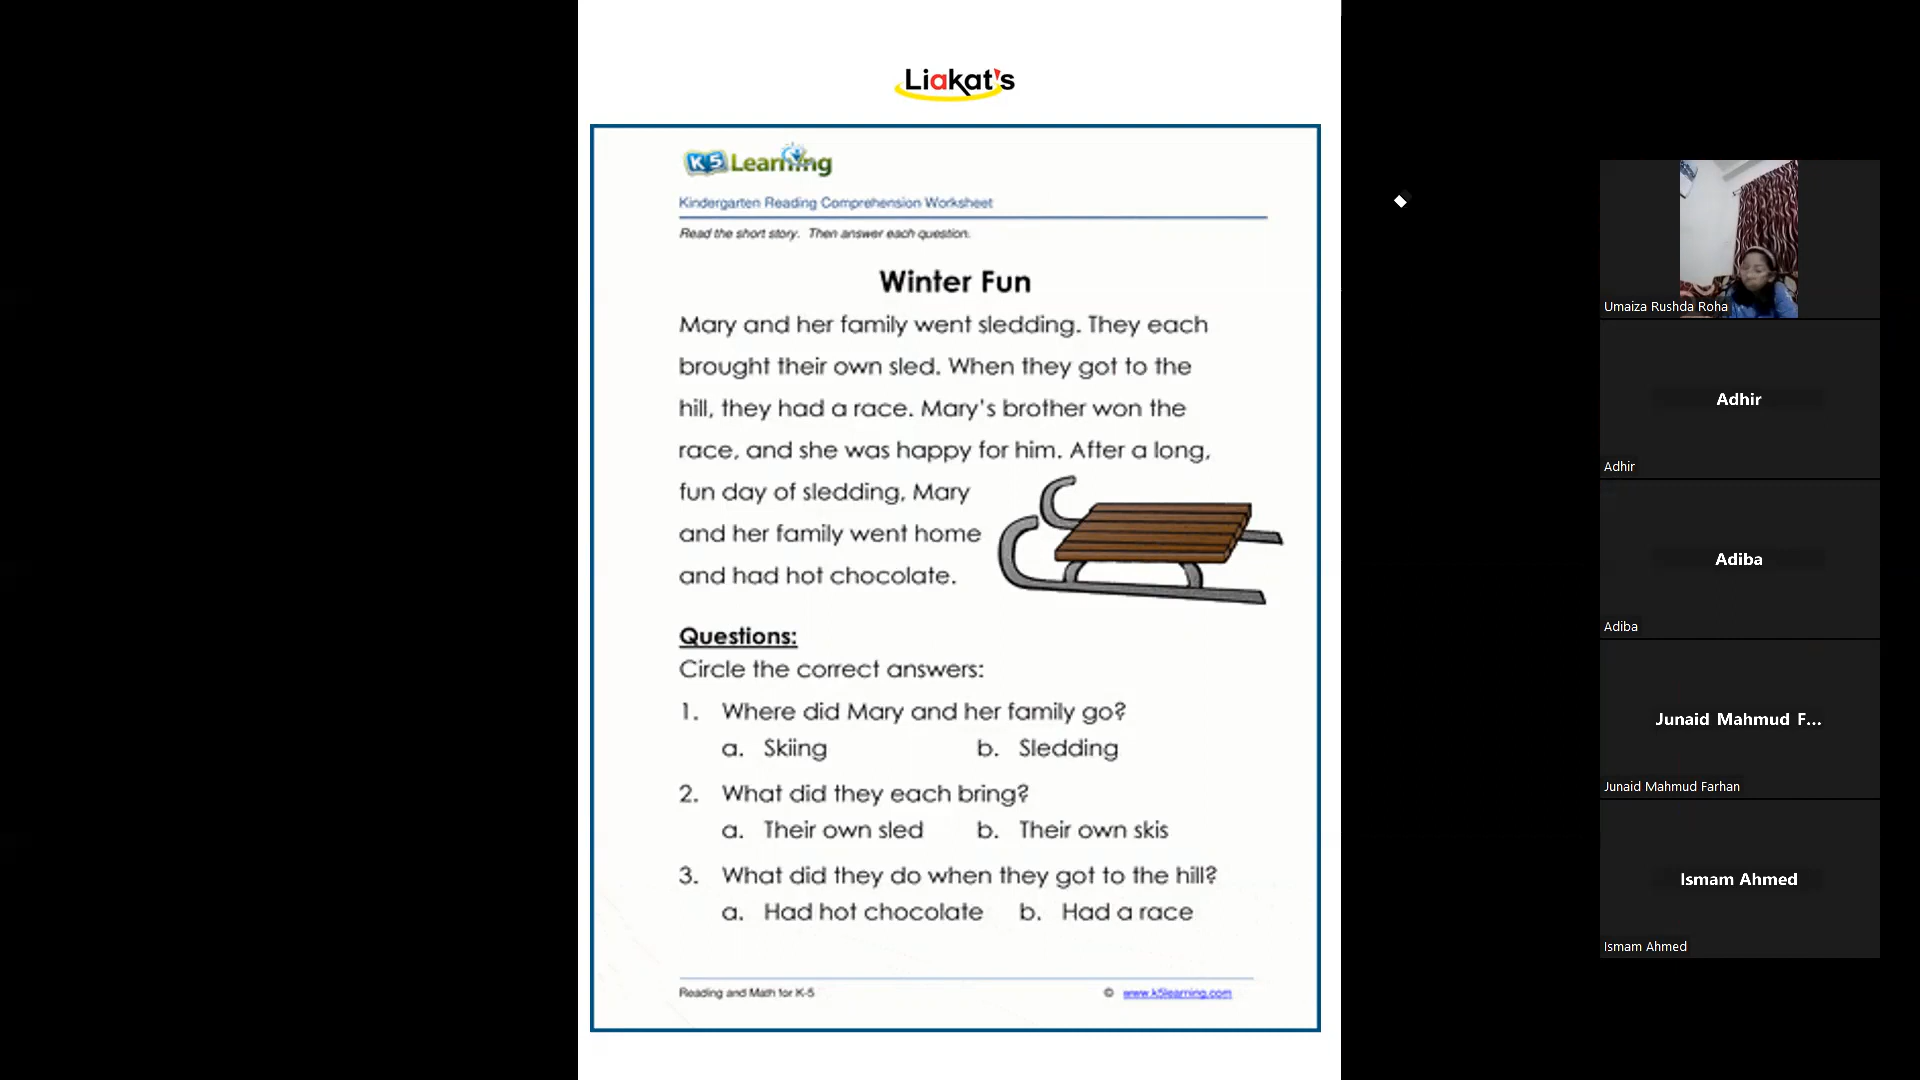 Liakat's
K5 Learning
Kindergarten Reading Comprehension Worksheet
Read the short story. Then answer each question.
Winter Fun
Mary and her family went sledding. They each
brought their own sled. When they got to the
hill, they had a race. Mary's brother won the
race, and she was happy for him. After a long,
fun day of sledding, Mary
and her family went home
and had hot chocolate.
Questions:
Circle the correct answers:
1. Where did Mary and her family go?
a. Skiing b. Sledding
2. What did they each bring?
a. Their own sled b. Their own skis
3. What did they do when they got to the hill?
a. Had hot chocolate b. Had a race
Reading and Math for K-5 © www.k5learning.com
Umaiza Rushda Roha
Adhir
Adhir
Adiba
Adiba
Junaid Mahmud F...
Junaid Mahmud Farhan
Ismam Ahmed
Ismam Ahmed